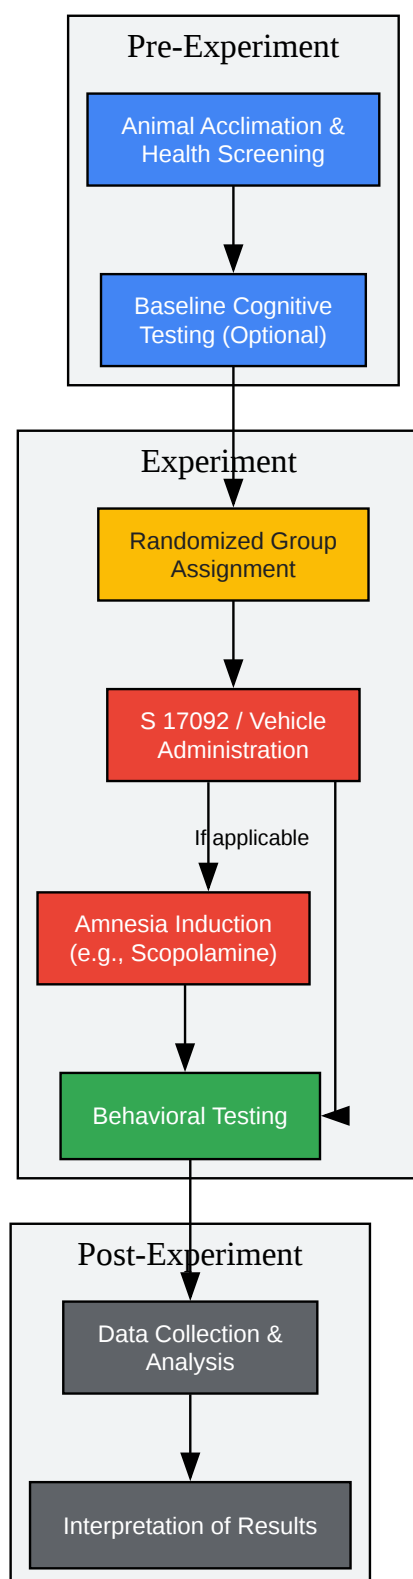 Pre-Experiment
Animal Acclimation &
Health Screening
Baseline Cognitive
Testing (Optional)
Experiment
Randomized Group
Assignment
S 17092 / Vehicle
Administration
If applicable
Amnesia Induction
(e.g., Scopolamine)
Behavioral Testing
Post-Experiment
Data Collection &
Analysis
Interpretation of Results